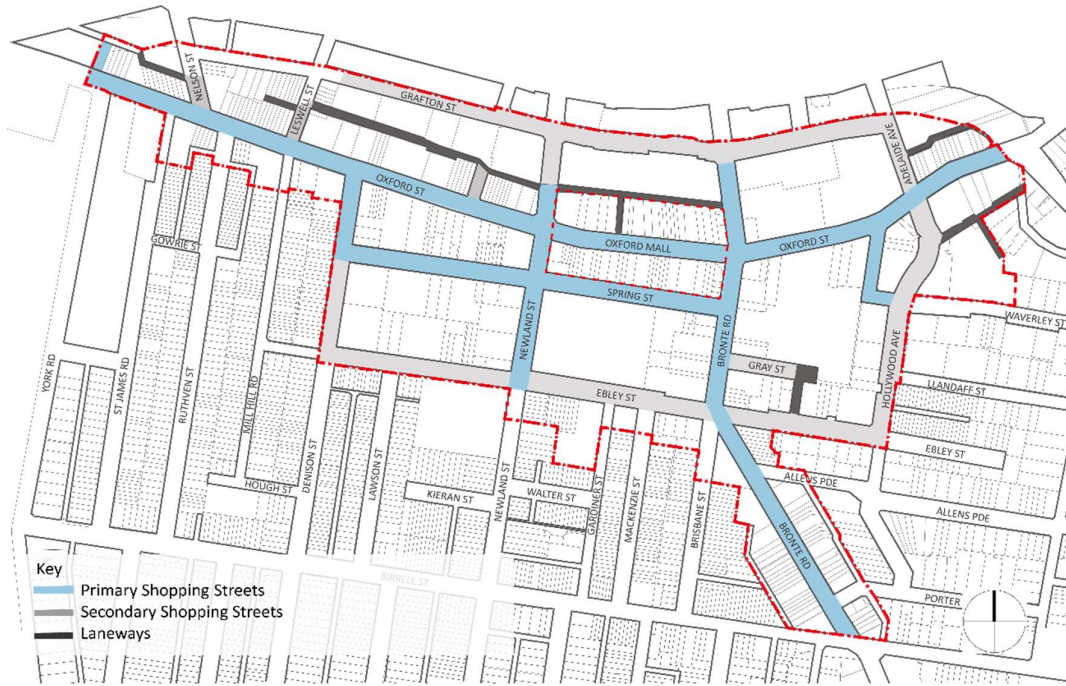 NELSON ST
LESWELL ST
GRAFTON ST
ADELAIDE AVE
OXFORD ST
OXFORD MALL
OXFORD ST
GOWRIE ST
SPRING ST
NEWLAND ST
BRONTE RD
WAVERLEY ST
HOLLYWOOD AVE
GRAY ST
LLANDAFF ST
YORK RD
ST JAMES RD
RUTHVEN ST
MILL HILL RD
EBLEY ST
EBLEY ST
DENISON ST
LAWSON ST
HOUGH ST
KIERAN ST
NEWLAND ST
WALTER ST
GARDINER ST
MACKENZIE ST
BRISBANE ST
ALLENS PDE
ALLENS PDE
BRONTE RD
BIRRELL ST
PORTER
Key
Primary Shopping Streets
Secondary Shopping Streets
Laneways